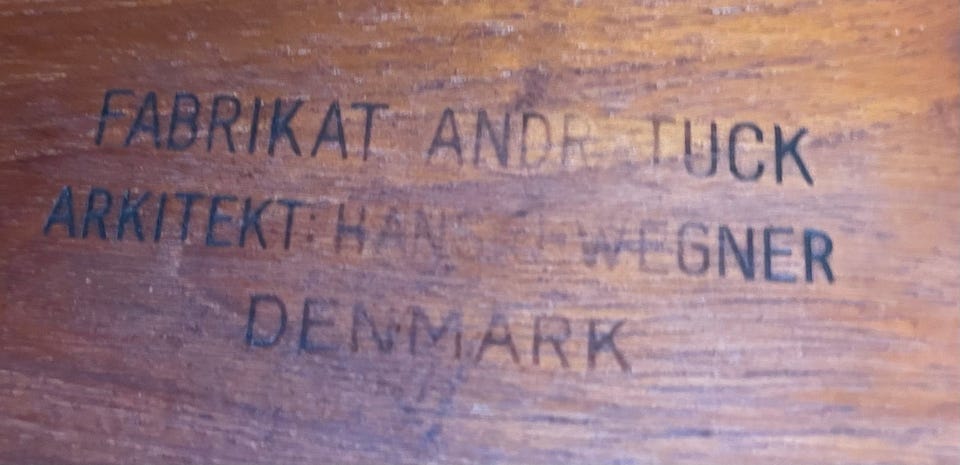 FABRIKAT ANDR TUCK
ARKITEKT: HANS WEGNER
DENMARK